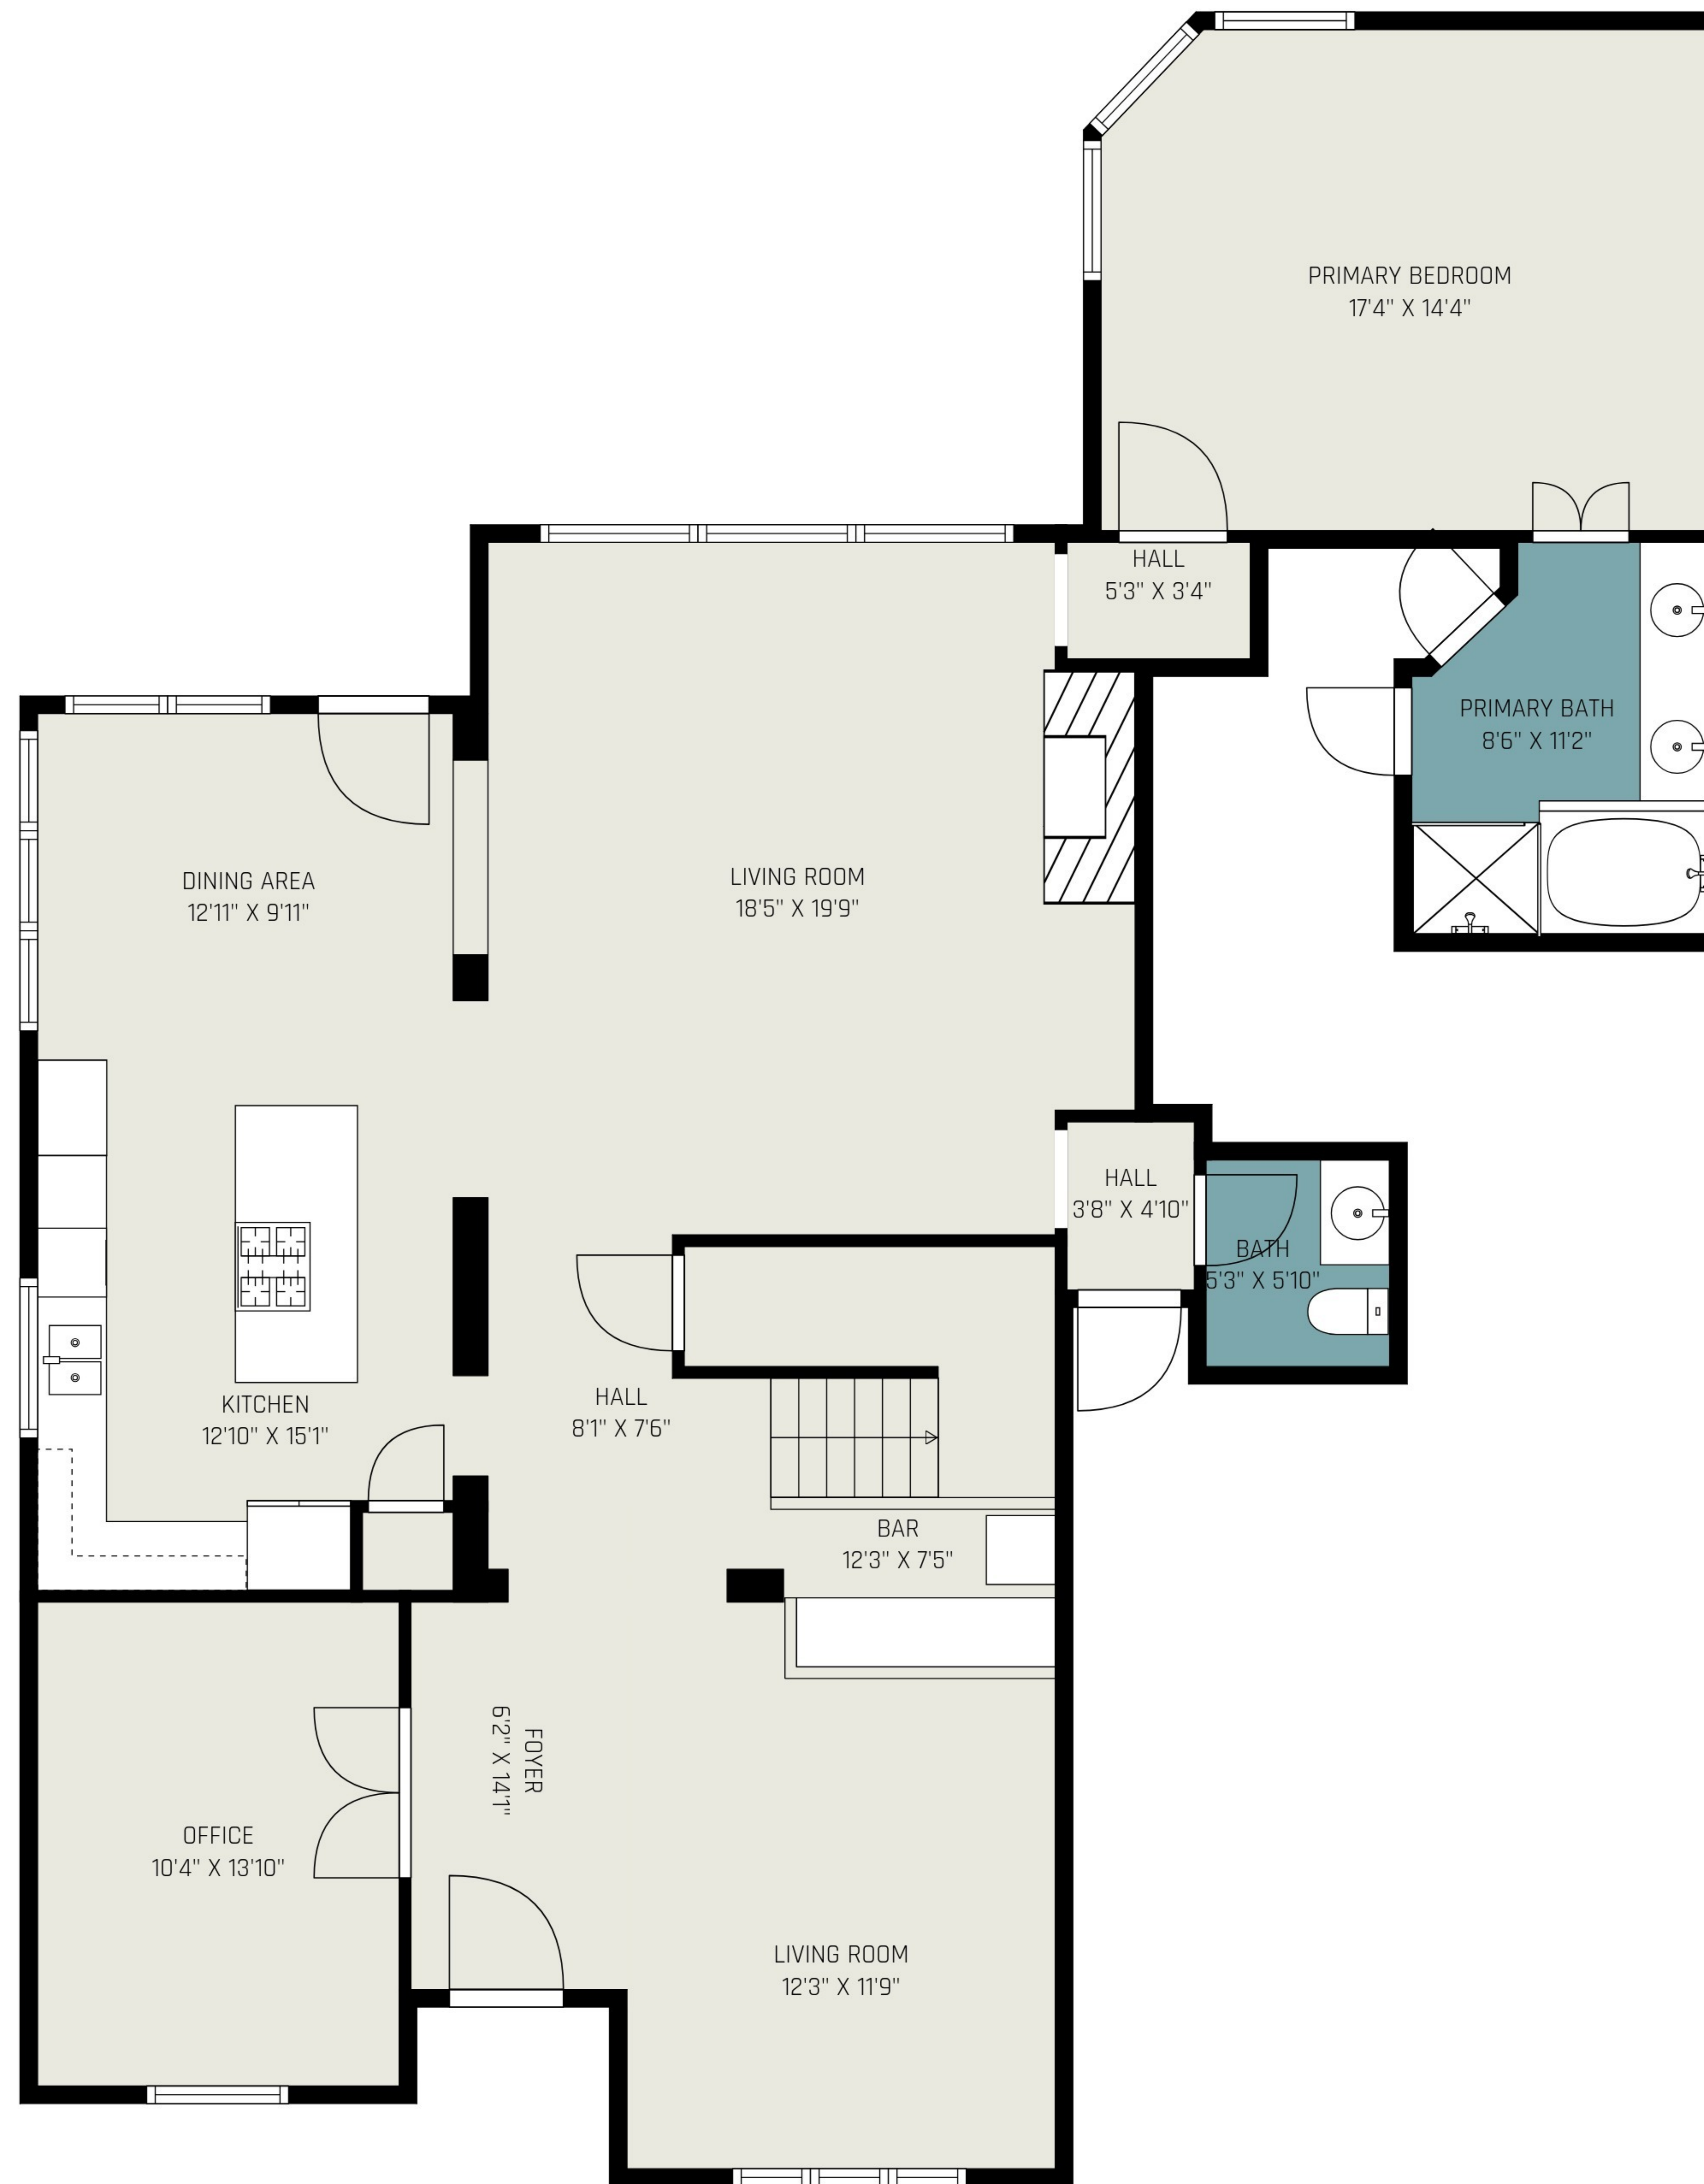 PRIMARY BEDROOM
17'4" X 14'4"
HALL
5'3" X 3'4"
PRIMARY BATH
8'6" X 11'2"
DINING AREA
12'11" X 9'11"
LIVING ROOM
18'5" X 19'9"
HALL
3'8" X 4'10"
BATH
5'3" X 5'10"
KITCHEN
12'10" X 15'1"
HALL
8'1" X 7'6"
BAR
12'3" X 7'5"
FOYER
6'2" X 14'1"
OFFICE
10'4" X 13'10"
LIVING ROOM
12'3" X 11'9"